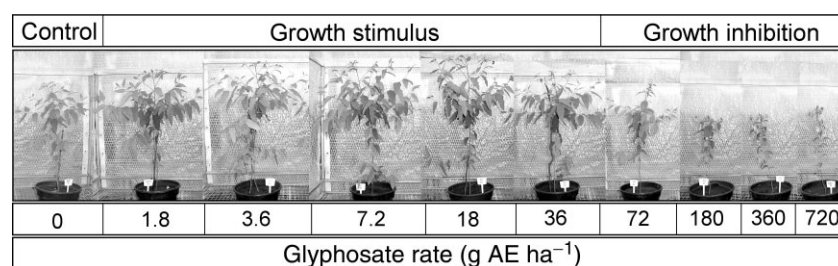 Control Growth stimulus Growth inhibition
0 1.8 3.6 7.2 18 36 72 180 360 720
Glyphosate rate (g AE ha⁻¹)